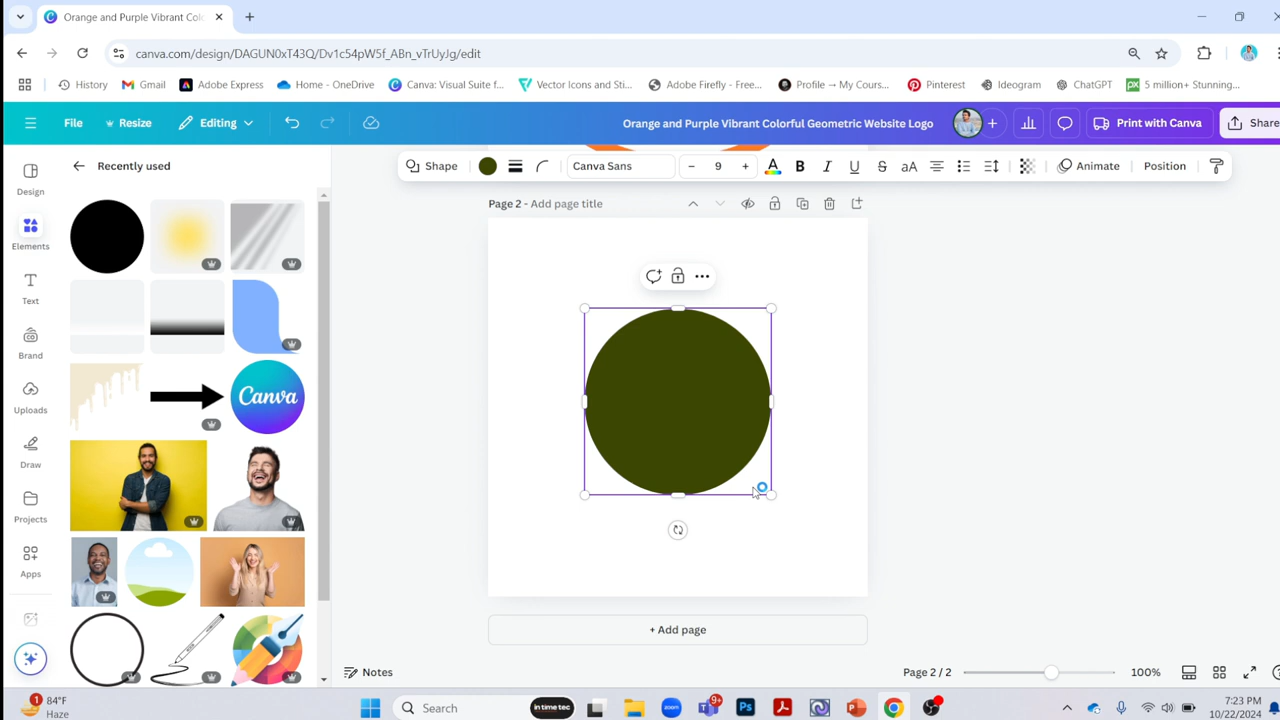 Orange and Purple Vibrant Colo
canva.com/design/DAGUN0xT43Q/Dv1c54pW5f_ABn_vTrUyJg/edit
History
Gmail
Adobe Express
Home - OneDrive
Canva: Visual suite f...
Vector Icons and Sti...
Adobe Firefly – Free...
Profile → My Cours...
Pinterest
Ideogram
ChatGPT
5 million+ Stunning...
File
Resize
Editing
Orange and Purple Vibrant Colorful Geometric Website Logo
Print with Canva
Share
Design
Elements
Text
Brand
Uploads
Draw
Projects
Apps
Recently used
Canva
Shape
Canva Sans
9
B
I
U
S
aA
Animate
Position
Page 2 - Add page title
+ Add page
Notes
Page 2 / 2
100%
1
84°F
Haze
Search
in time tec
9+
Ps
7:23 PM
10/22/2024